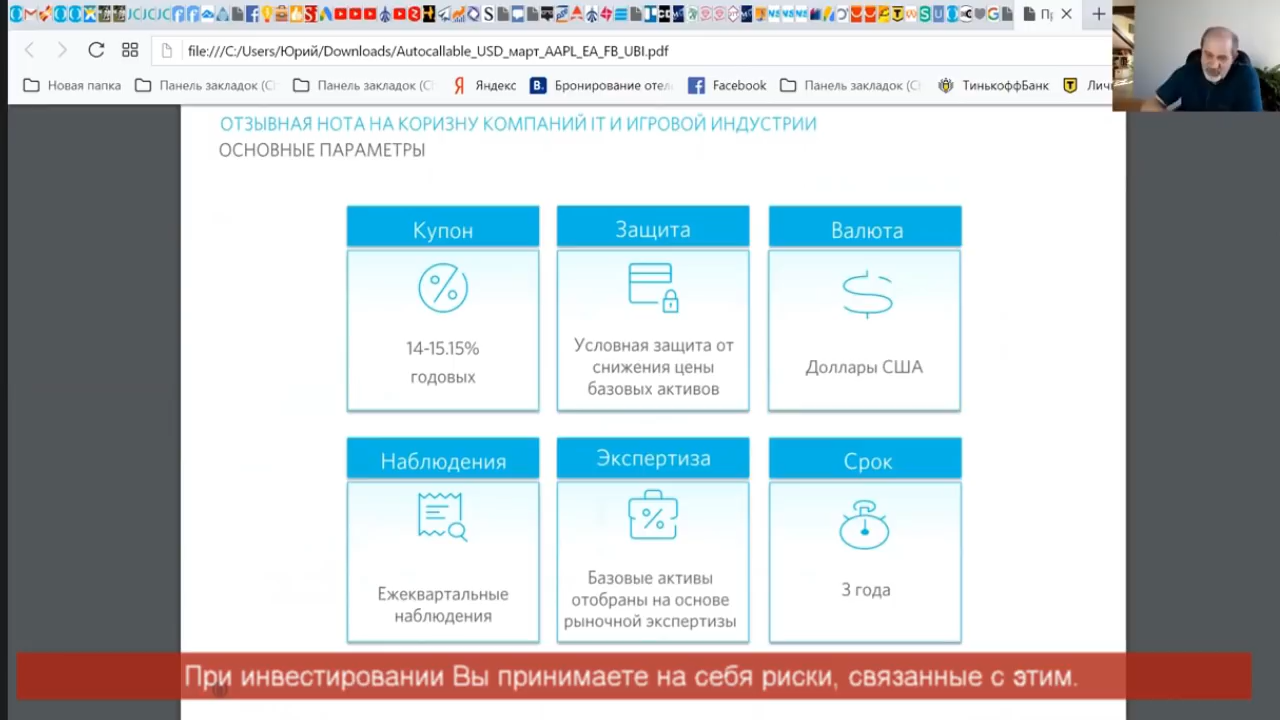 file:///C:/Users/Юрий/Downloads/Autocallable_USD_март_AAPL_EA_FB_UBI.pdf
Новая папка
Панель закладок (С
Панель закладок (С
Яндекс
Бронирование отел
Facebook
Панель закладок (С
ТинькоффБанк
Личн
ОТЗЫВНАЯ НОТА НА КОРИЗНУ КОМПАНИЙ IT И ИГРОВОЙ ИНДУСТРИИ
ОСНОВНЫЕ ПАРАМЕТРЫ
Купон
14-15.15%
годовых
Защита
Условная защита от
снижения цены
базовых активов
Валюта
Доллары США
Наблюдения
Ежеквартальные
наблюдения
Экспертиза
Базовые активы
отобраны на основе
рыночной экспертизы
Срок
3 года
При инвестировании Вы принимаете на себя риски, связанные с этим.